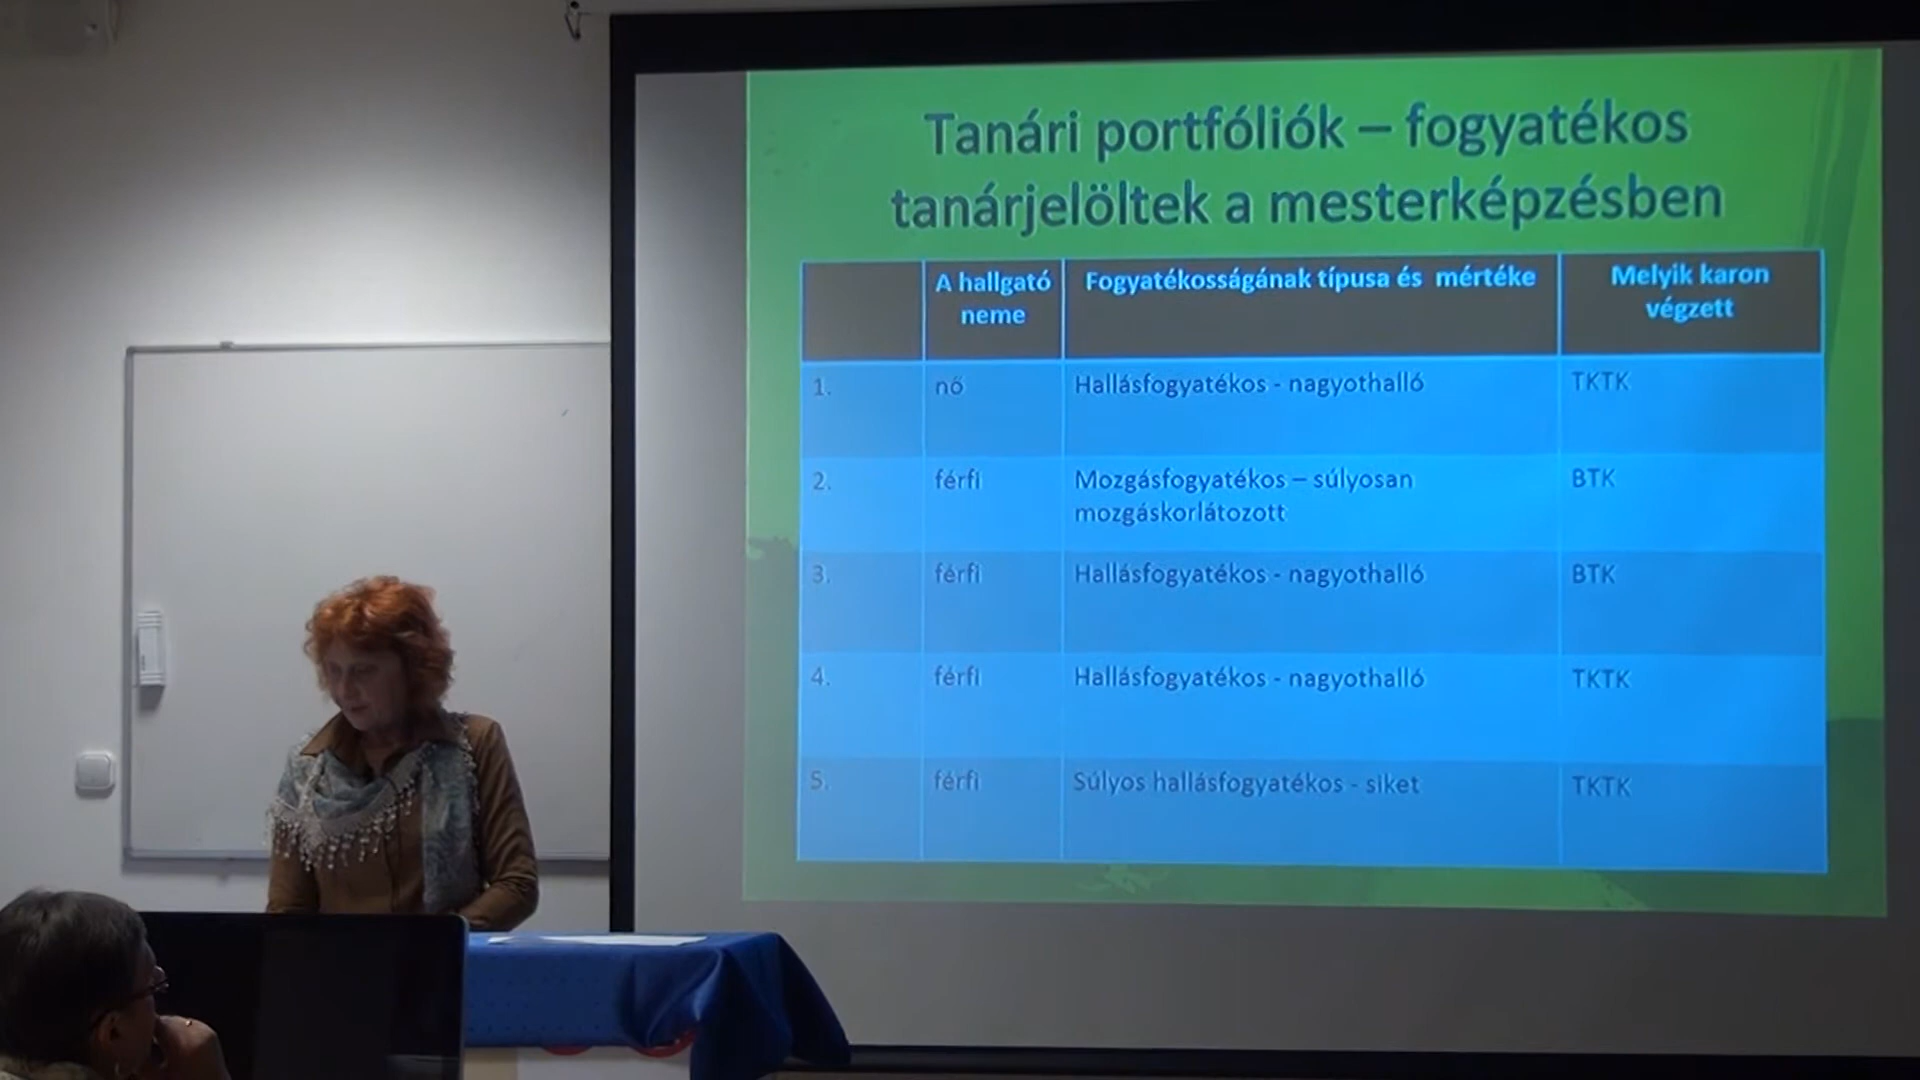 Tanári portfóliók – fogyatékos
tanárjelöltek a mesterképzésben
A hallgató
neme
Fogyatékosságának típusa és mértéke
Melyik karon
végzett
1.
nő
Hallásfogyatékos - nagyothalló
TKTK
2.
férfi
Mozgásfogyatékos – súlyosan
mozgáskorlátozott
BTK
3.
férfi
Hallásfogyatékos - nagyothalló
BTK
4.
férfi
Hallásfogyatékos - nagyothalló
TKTK
5.
férfi
Súlyos hallásfogyatékos - siket
TKTK